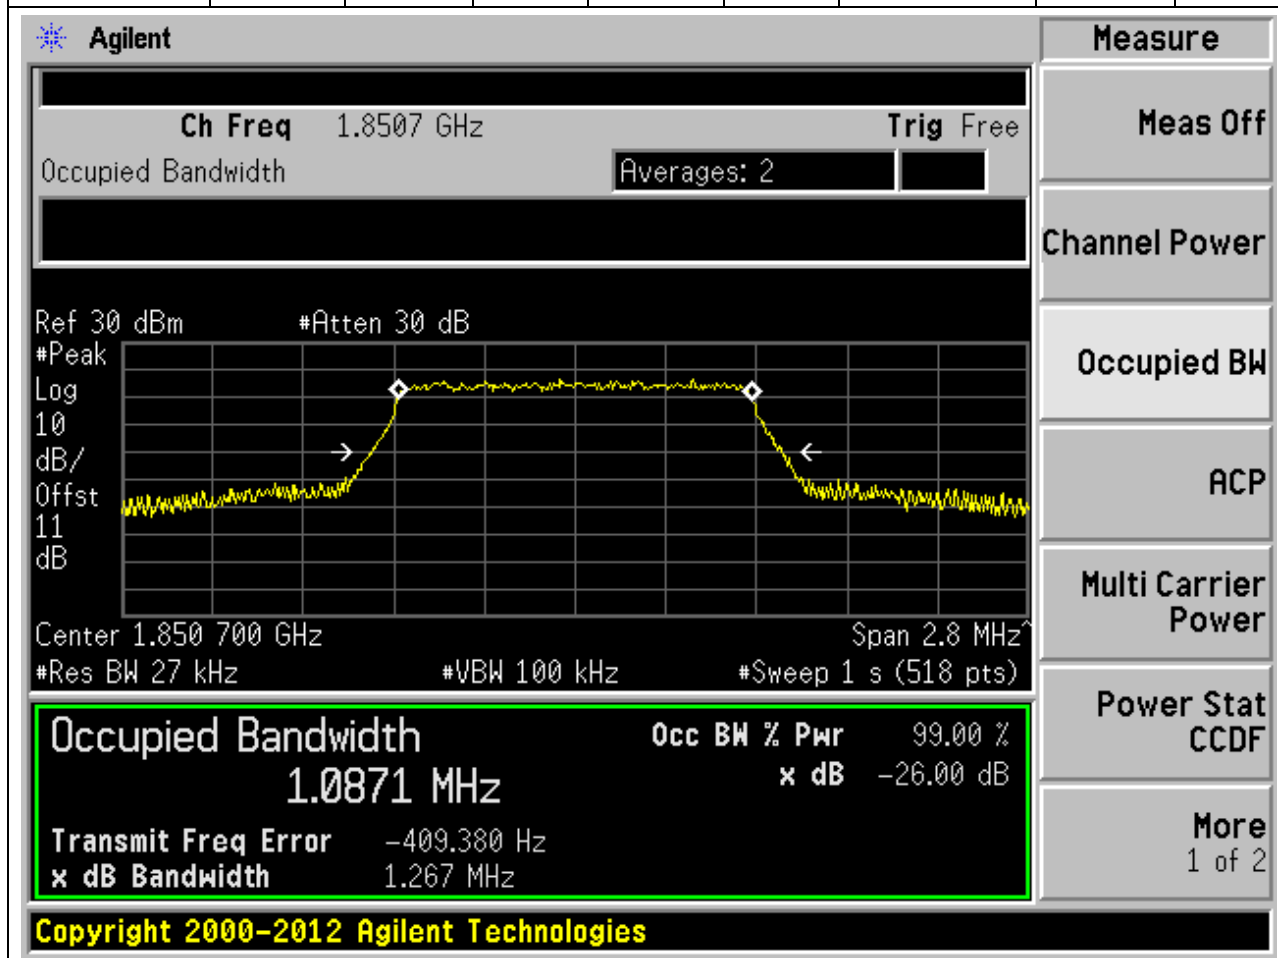 Agilent
Measure
Ch Freq 1.8507 GHz Trig Free
Occupied Bandwidth Averages: 2
Meas Off
Channel Power
Occupied BW
ACP
Multi Carrier
Power
Power Stat
CCDF
More
1 of 2
Ref 30 dBm #Atten 30 dB
#Peak
Log
10
dB/
Offst
11
dB
Center 1.850 700 GHz Span 2.8 MHz^
#Res BW 27 kHz #VBW 100 kHz #Sweep 1 s (518 pts)
Occupied Bandwidth Occ BW % Pwr 99.00 %
1.0871 MHz x dB -26.00 dB
Transmit Freq Error -409.380 Hz
x dB Bandwidth 1.267 MHz
Copyright 2000-2012 Agilent Technologies